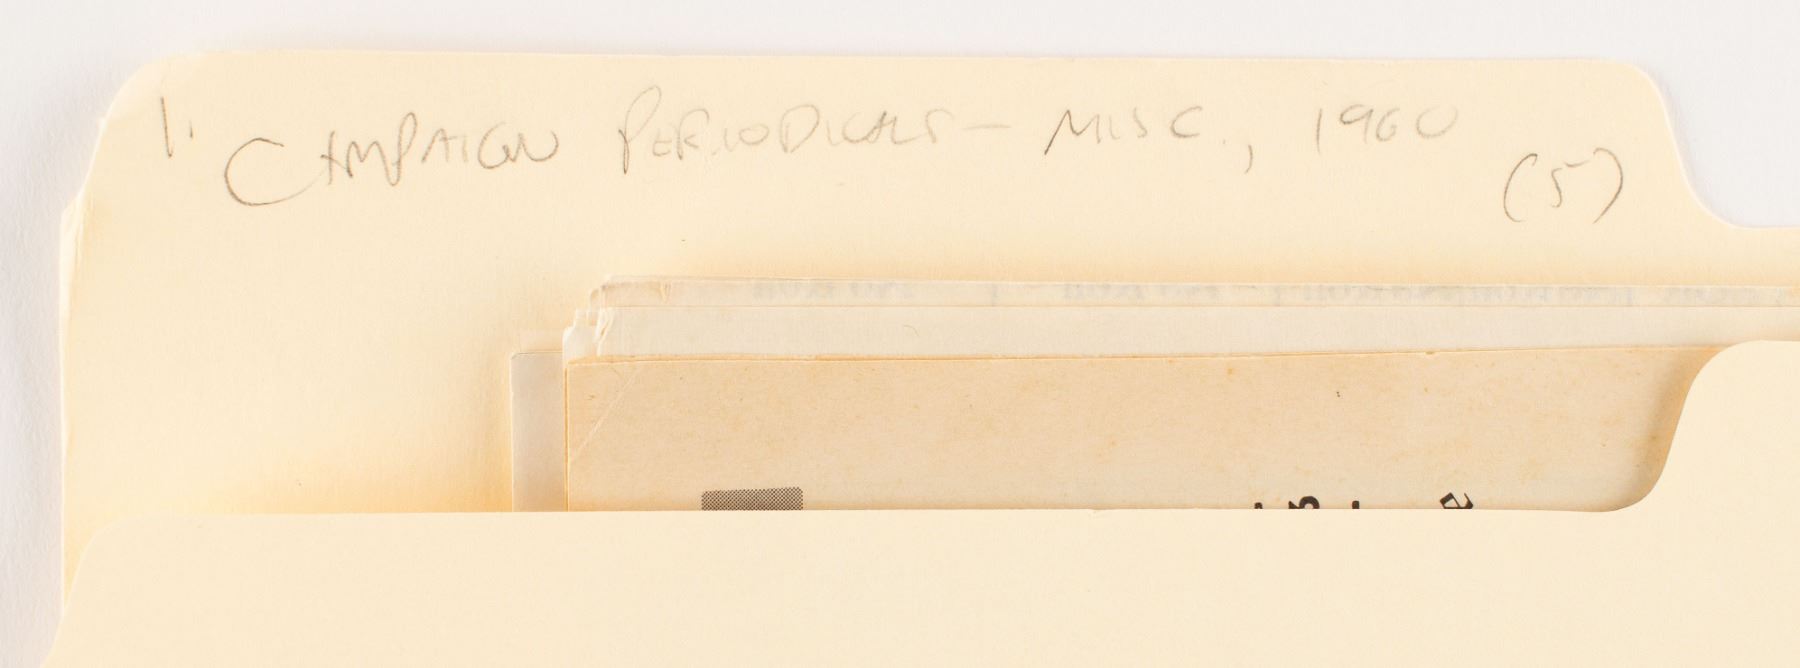 1. CAMPAIGN PERIODICALS - MISC., 1960
(5)